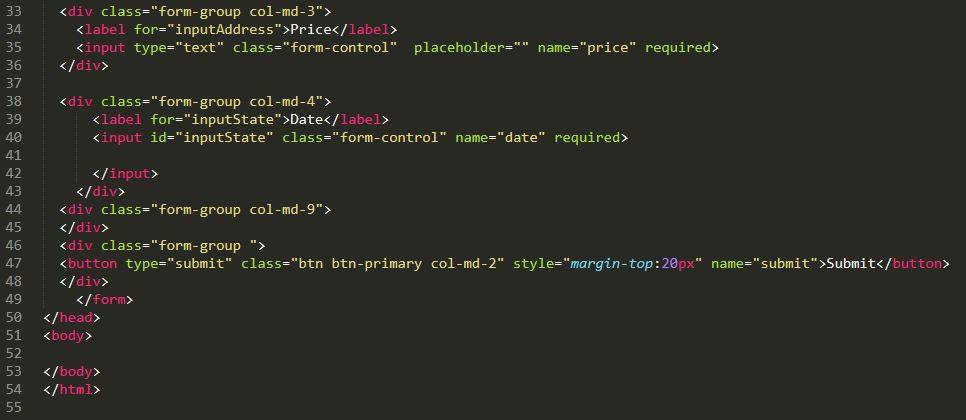 33 <div class="form-group col-md-3">
34 <label for="inputAddress">Price</label>
35 <input type="text" class="form-control"  placeholder="" name="price" required>
36 </div>
37
38 <div class="form-group col-md-4">
39 <label for="inputState">Date</label>
40 <input id="inputState" class="form-control" name="date" required>
41
42 </input>
43 </div>
44 <div class="form-group col-md-9">
45 </div>
46 <div class="form-group ">
47 <button type="submit" class="btn btn-primary col-md-2" style="margin-top:20px" name="submit">Submit</button>
48 </div>
49 </form>
50 </head>
51 <body>
52
53 </body>
54 </html>
55